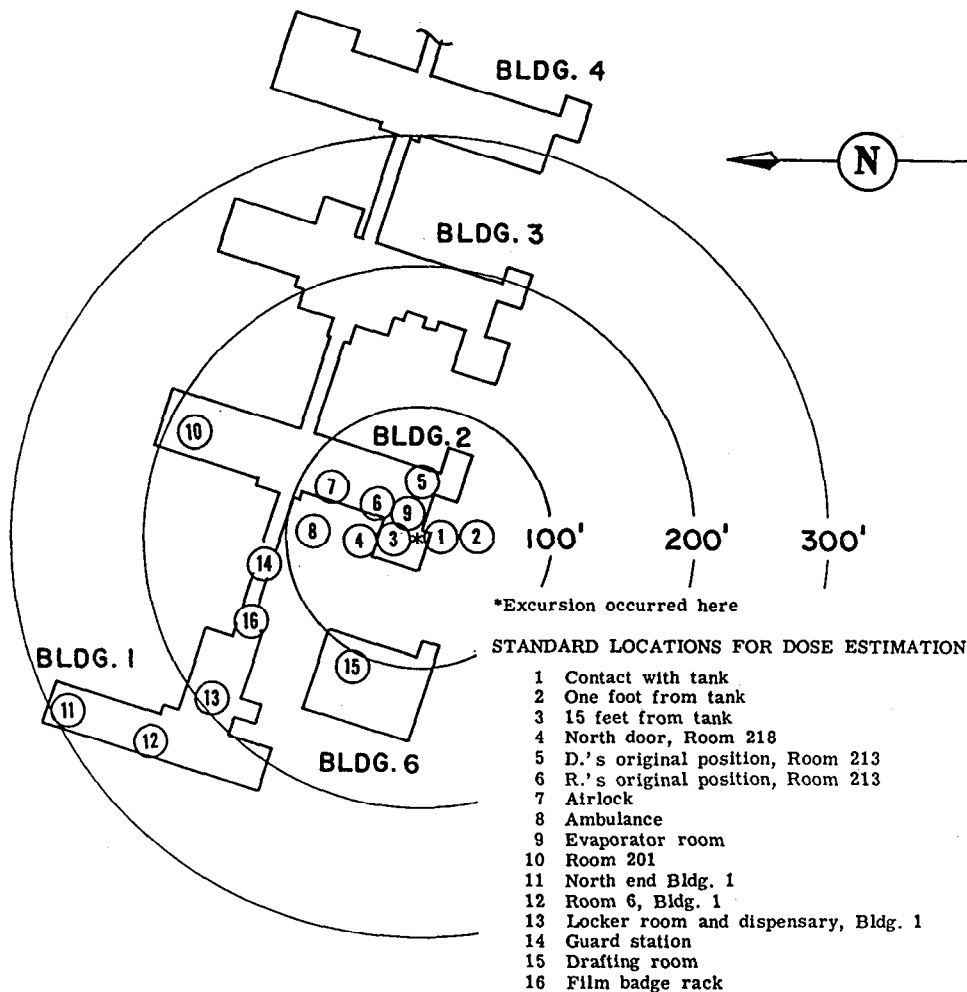 BLDG. 4
N
BLDG. 3
10
BLDG. 2
7
5
6
9
8
4
3
*
1
2
100'
200'
300'
14
*Excursion occurred here
16
STANDARD LOCATIONS FOR DOSE ESTIMATION
BLDG. 1
15
11
13
12
BLDG. 6
1 Contact with tank
2 One foot from tank
3 15 feet from tank
4 North door, Room 218
5 D.'s original position, Room 213
6 R.'s original position, Room 213
7 Airlock
8 Ambulance
9 Evaporator room
10 Room 201
11 North end Bldg. 1
12 Room 6, Bldg. 1
13 Locker room and dispensary, Bldg. 1
14 Guard station
15 Drafting room
16 Film badge rack